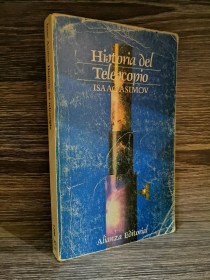 Historia del
Telescopio
ISAAC ASIMOV
Alianza Editorial